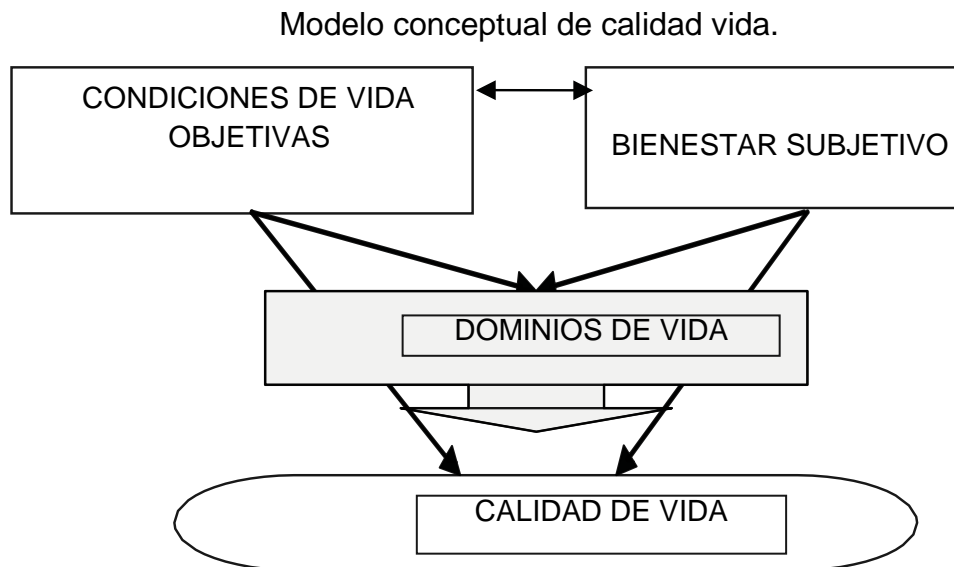 Modelo conceptual de calidad vida.
CONDICIONES DE VIDA
OBJETIVAS
BIENESTAR SUBJETIVO
DOMINIOS DE VIDA
CALIDAD DE VIDA